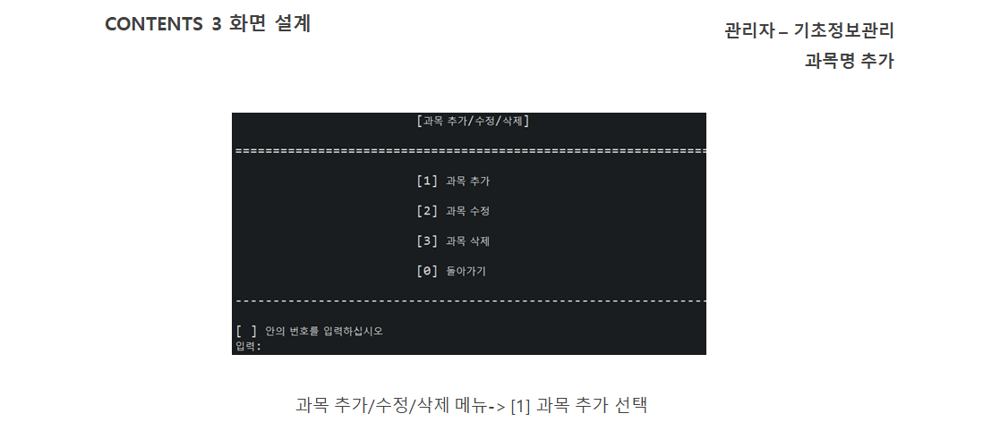 CONTENTS 3 화면 설계
관리자 – 기초정보관리
과목명 추가
[과목 추가/수정/삭제]
================================================================
[1] 과목 추가
[2] 과목 수정
[3] 과목 삭제
[0] 돌아가기
----------------------------------------------------------------
[ ] 안의 번호를 입력하십시오
입력:
과목 추가/수정/삭제 메뉴-> [1] 과목 추가 선택